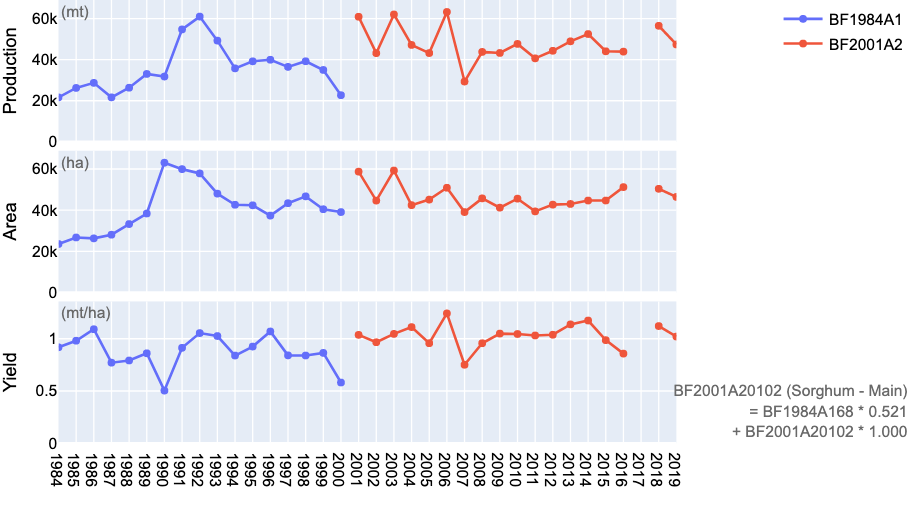 (mt)
60k
40k
20k
0
Production
BF1984A1
BF2001A2
(ha)
60k
40k
20k
0
Area
(mt/ha)
1
0.5
0
Yield
BF2001A20102 (Sorghum - Main)
= BF1984A168 * 0.521
+ BF2001A20102 * 1.000
1984
1985
1986
1987
1988
1989
1990
1991
1992
1993
1994
1995
1996
1997
1998
1999
2000
2001
2002
2003
2004
2005
2006
2007
2008
2009
2010
2011
2012
2013
2014
2015
2016
2017
2018
2019